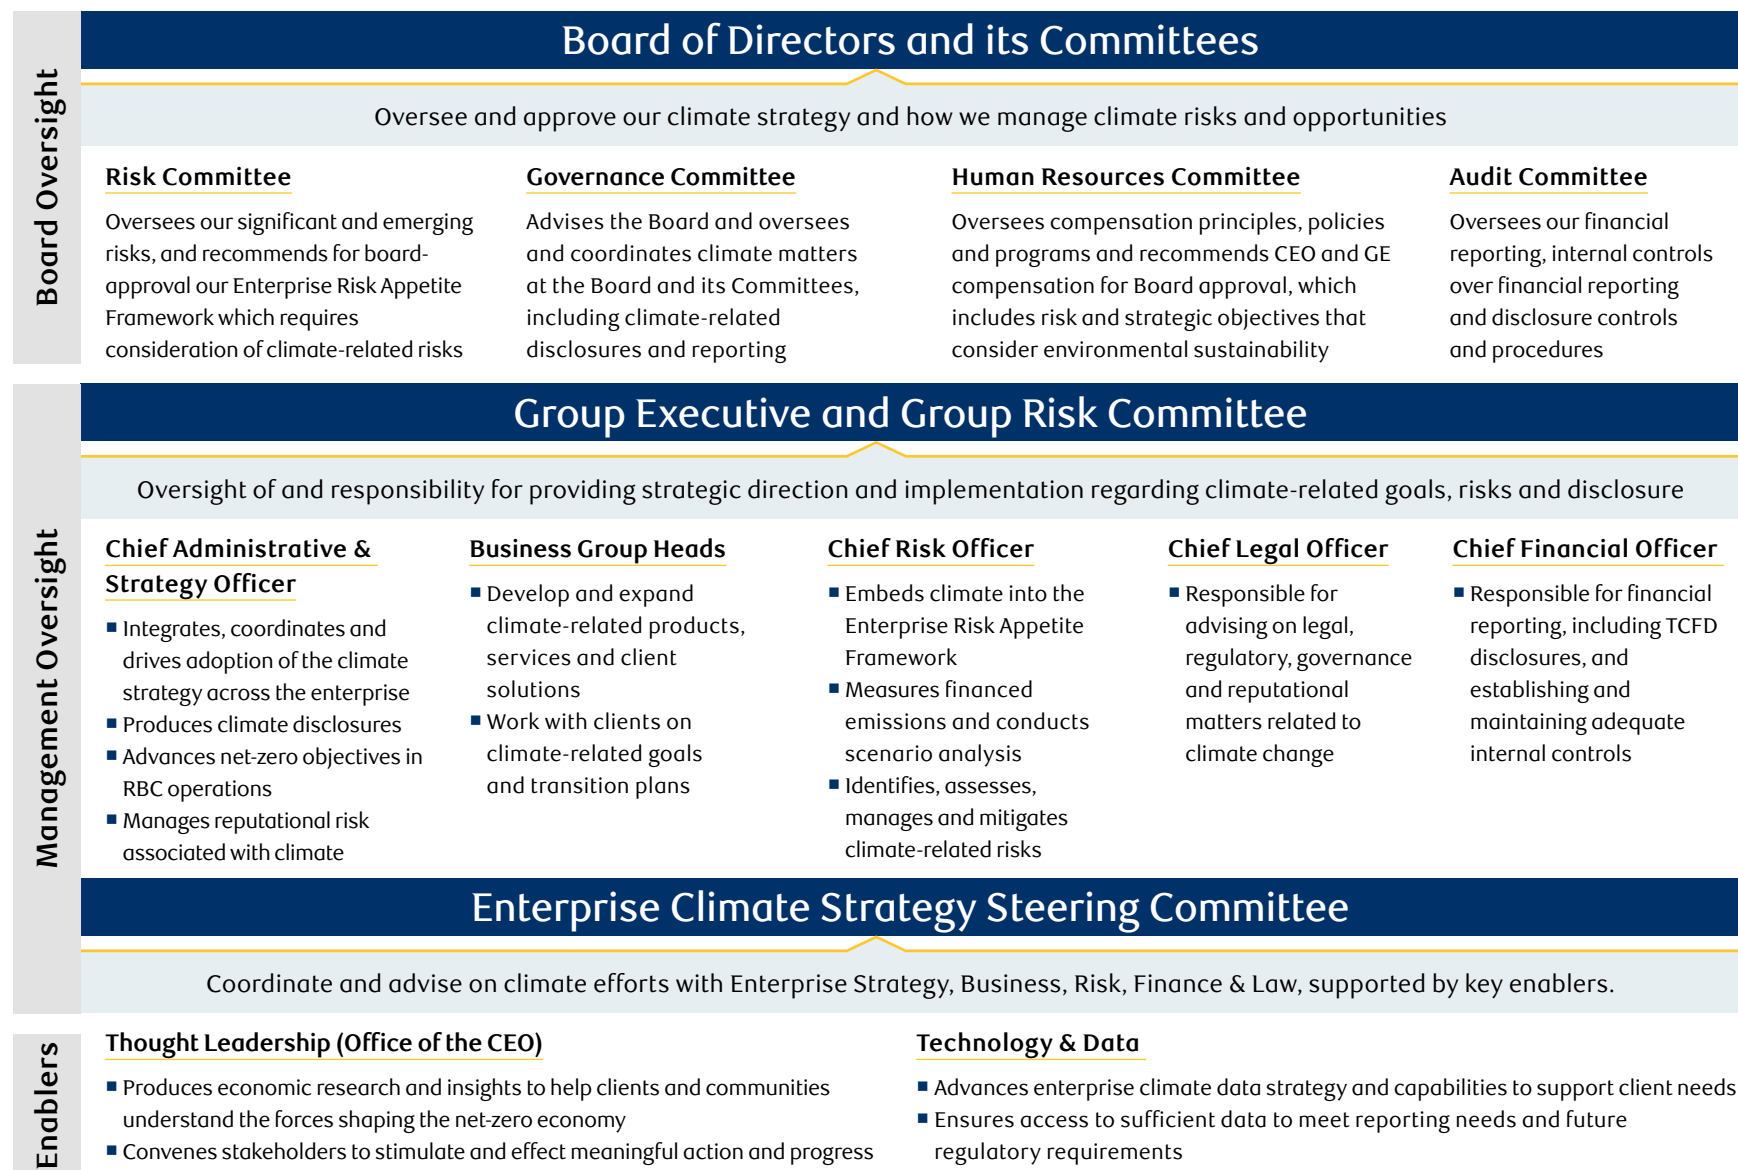 Board Oversight
Board of Directors and its Committees
Oversee and approve our climate strategy and how we manage climate risks and opportunities
Risk Committee
Oversees our significant and emerging
risks, and recommends for board-
approval our Enterprise Risk Appetite
Framework which requires
consideration of climate-related risks
Governance Committee
Advises the Board and oversees
and coordinates climate matters
at the Board and its Committees,
including climate-related
disclosures and reporting
Human Resources Committee
Oversees compensation principles, policies
and programs and recommends CEO and GE
compensation for Board approval, which
includes risk and strategic objectives that
consider environmental sustainability
Audit Committee
Oversees our financial
reporting, internal controls
over financial reporting
and disclosure controls
and procedures
Management Oversight
Group Executive and Group Risk Committee
Oversight of and responsibility for providing strategic direction and implementation regarding climate-related goals, risks and disclosure
Chief Administrative &
Strategy Officer
▪ Integrates, coordinates and
drives adoption of the climate
strategy across the enterprise
▪ Produces climate disclosures
▪ Advances net-zero objectives in
RBC operations
▪ Manages reputational risk
associated with climate
Business Group Heads
▪ Develop and expand
climate-related products,
services and client
solutions
▪ Work with clients on
climate-related goals
and transition plans
Chief Risk Officer
▪ Embeds climate into the
Enterprise Risk Appetite
Framework
▪ Measures financed
emissions and conducts
scenario analysis
▪ Identifies, assesses,
manages and mitigates
climate-related risks
Chief Legal Officer
▪ Responsible for
advising on legal,
regulatory, governance
and reputational
matters related to
climate change
Chief Financial Officer
▪ Responsible for financial
reporting, including TCFD
disclosures, and
establishing and
maintaining adequate
internal controls
Enterprise Climate Strategy Steering Committee
Coordinate and advise on climate efforts with Enterprise Strategy, Business, Risk, Finance & Law, supported by key enablers.
Enablers
Thought Leadership (Office of the CEO)
▪ Produces economic research and insights to help clients and communities
understand the forces shaping the net-zero economy
▪ Convenes stakeholders to stimulate and effect meaningful action and progress
Technology & Data
▪ Advances enterprise climate data strategy and capabilities to support client needs
▪ Ensures access to sufficient data to meet reporting needs and future
regulatory requirements